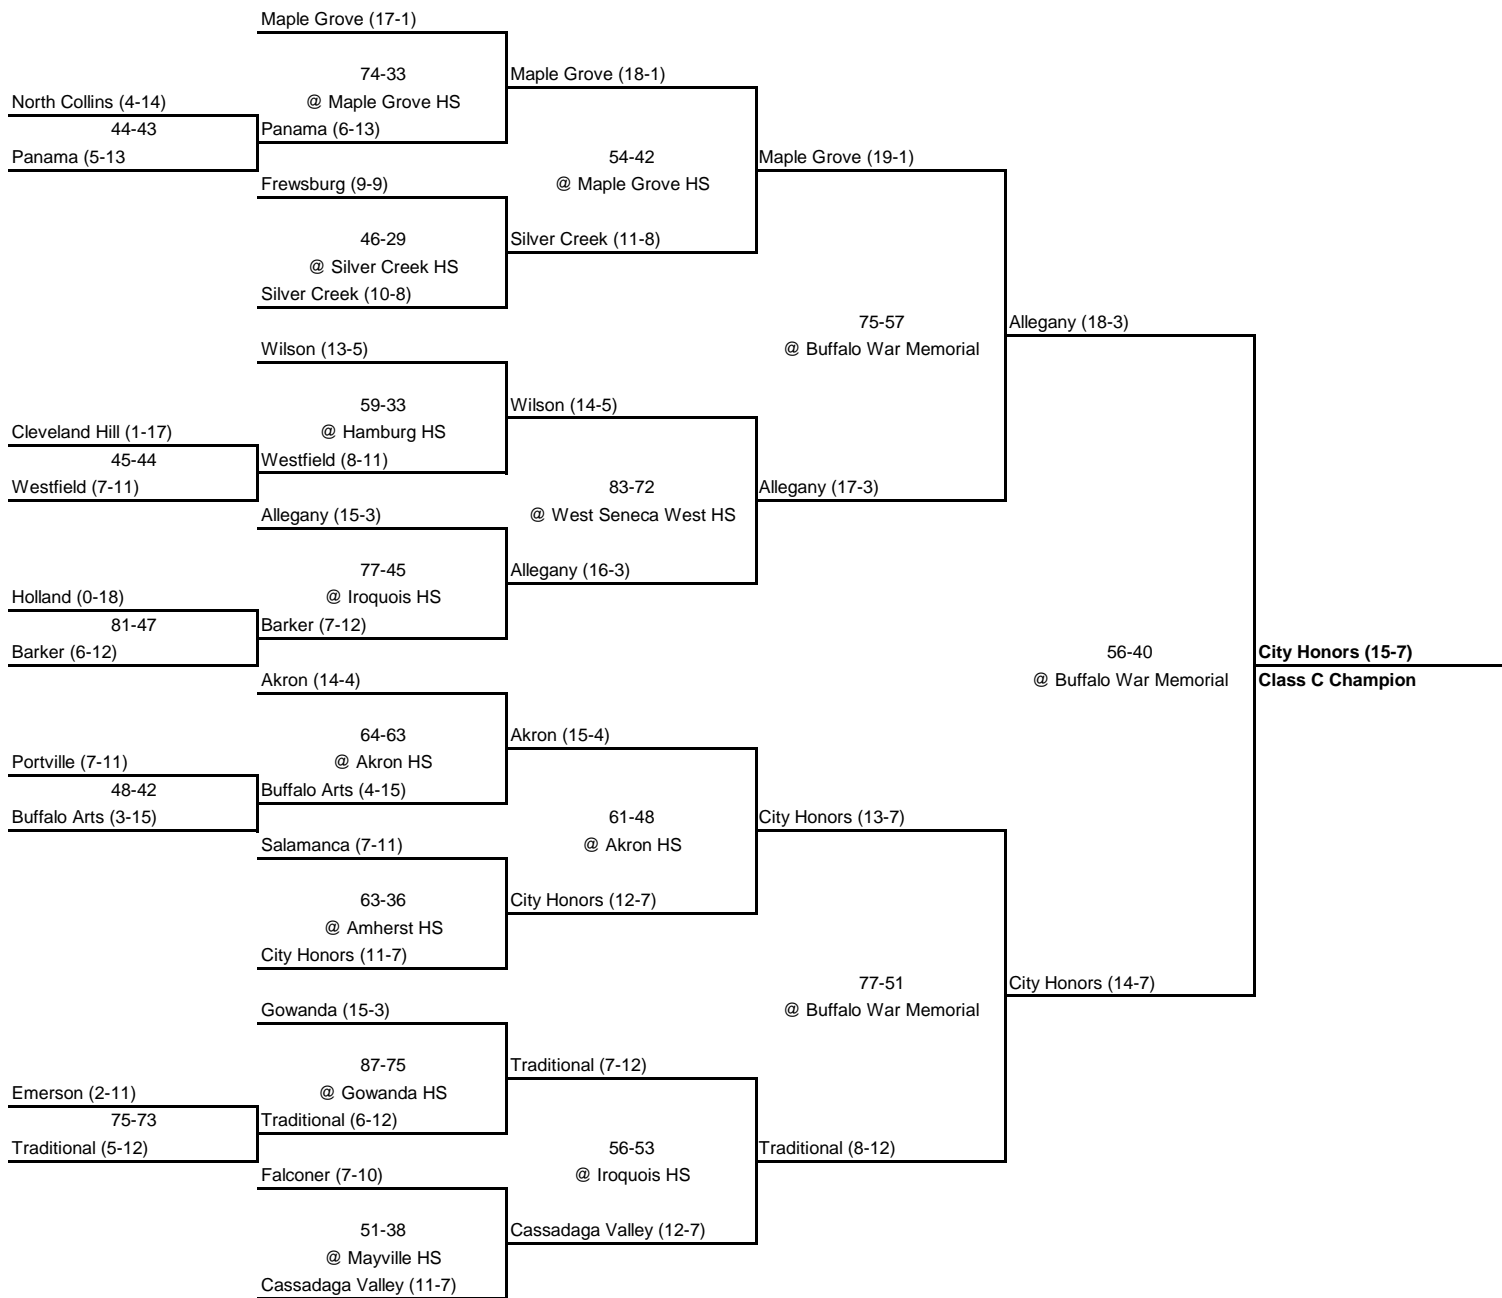 Maple Grove (17-1)
74-33
Maple Grove (18-1)
North Collins (4-14)
@ Maple Grove HS
44-43
Panama (6-13)
Panama (5-13
54-42
Maple Grove (19-1)
Frewsburg (9-9)
@ Maple Grove HS
46-29
Silver Creek (11-8)
@ Silver Creek HS
Silver Creek (10-8)
75-57
Allegany (18-3)
Wilson (13-5)
@ Buffalo War Memorial
59-33
Wilson (14-5)
Cleveland Hill (1-17)
@ Hamburg HS
45-44
Westfield (8-11)
Westfield (7-11)
83-72
Allegany (17-3)
Allegany (15-3)
@ West Seneca West HS
77-45
Allegany (16-3)
Holland (0-18)
@ Iroquois HS
81-47
Barker (7-12)
Barker (6-12)
56-40
City Honors (15-7)
Akron (14-4)
@ Buffalo War Memorial
Class C Champion
64-63
Akron (15-4)
Portville (7-11)
@ Akron HS
48-42
Buffalo Arts (4-15)
Buffalo Arts (3-15)
61-48
City Honors (13-7)
Salamanca (7-11)
@ Akron HS
63-36
City Honors (12-7)
@ Amherst HS
City Honors (11-7)
77-51
City Honors (14-7)
Gowanda (15-3)
@ Buffalo War Memorial
87-75
Traditional (7-12)
Emerson (2-11)
@ Gowanda HS
75-73
Traditional (6-12)
Traditional (5-12)
56-53
Traditional (8-12)
Falconer (7-10)
@ Iroquois HS
51-38
Cassadaga Valley (12-7)
@ Mayville HS
Cassadaga Valley (11-7)